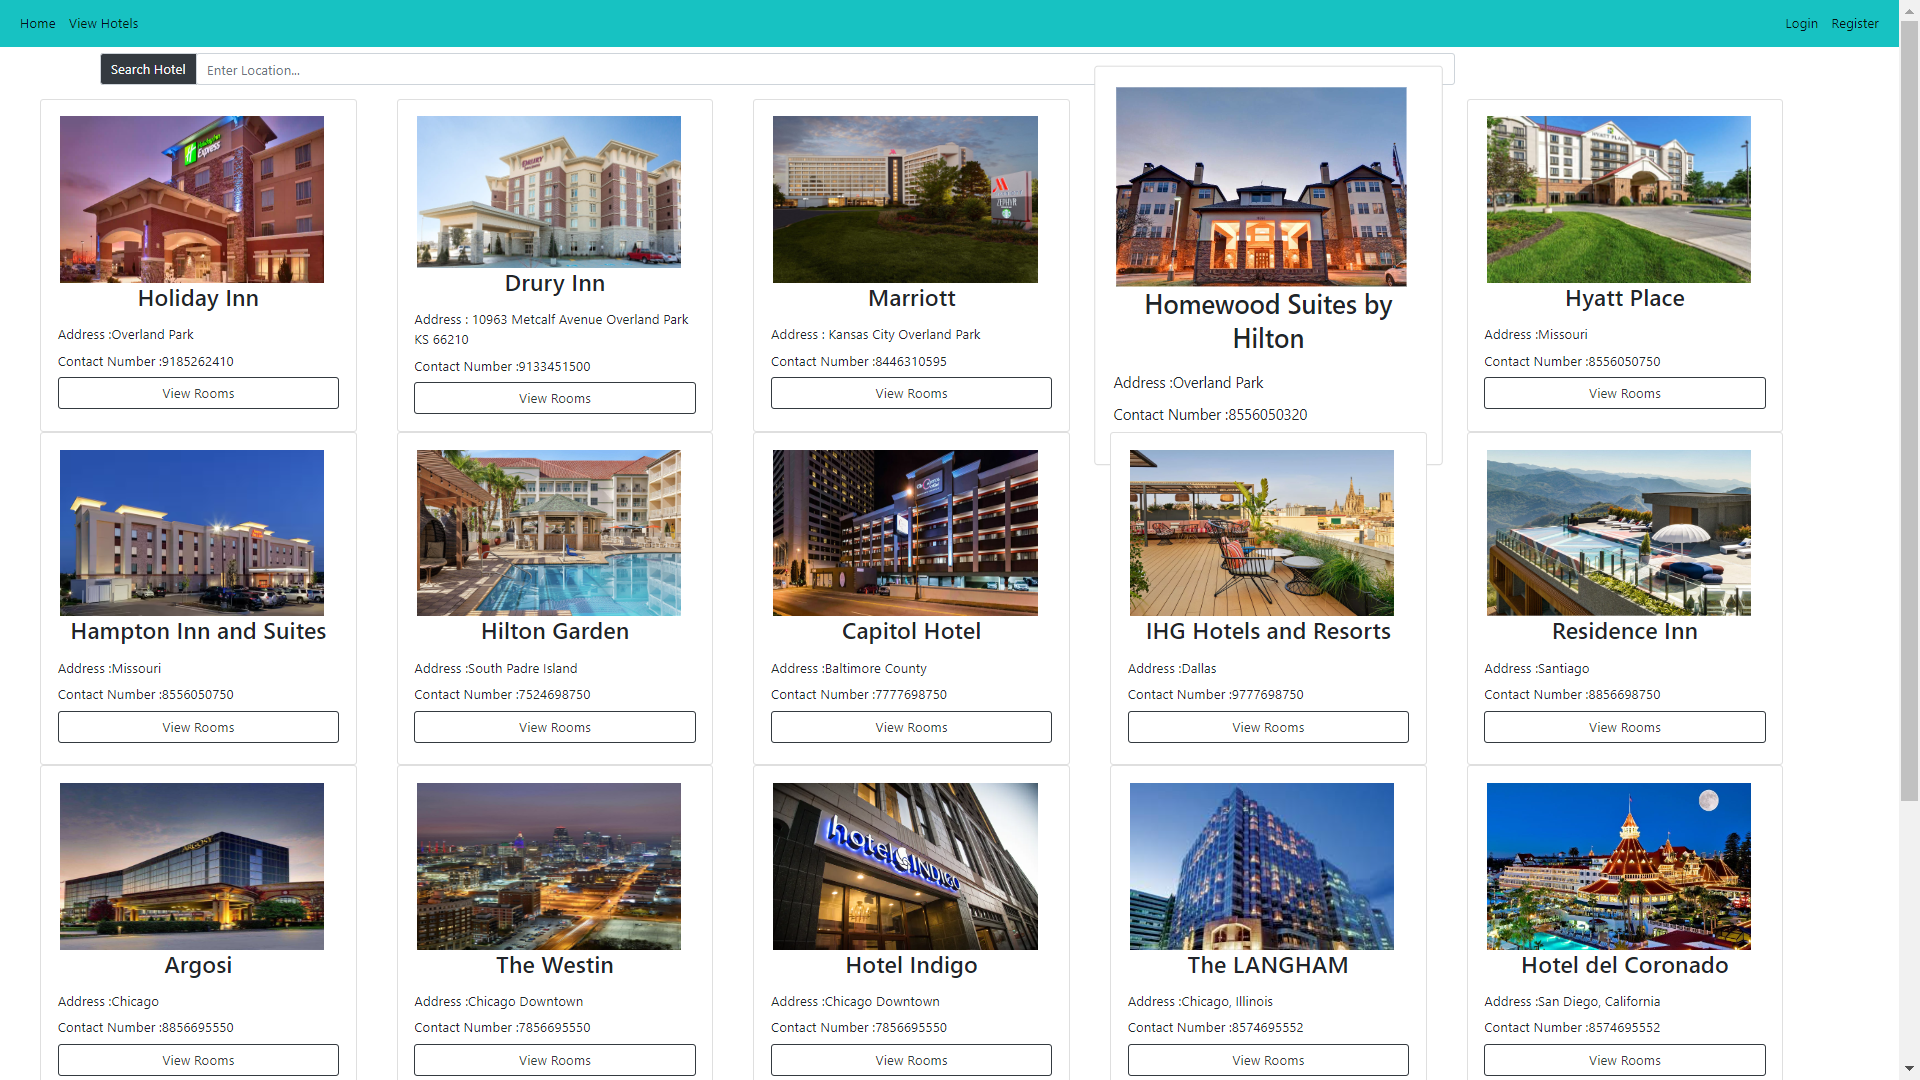 Home View Hotels Login Register
Search Hotel Enter Location...
Holiday Inn
Address :Overland Park
Contact Number :9185262410
View Rooms
DRURY
Drury Inn
Address : 10963 Metcalf Avenue Overland Park
KS 66210
Contact Number :9133451500
View Rooms
Marriott
Address : Kansas City Overland Park
Contact Number :8446310595
View Rooms
Homewood Suites by
Hilton
Address :Overland Park
Contact Number :8556050320
HYATT PLACE
Hyatt Place
Address :Missouri
Contact Number :8556050750
View Rooms
Hampton Inn and Suites
Address :Missouri
Contact Number :8556050750
View Rooms
Hilton Garden
Address :South Padre Island
Contact Number :7524698750
View Rooms
Capitol Hotel
Address :Baltimore County
Contact Number :7777698750
View Rooms
IHG Hotels and Resorts
Address :Dallas
Contact Number :9777698750
View Rooms
Residence Inn
Address :Santiago
Contact Number :8856698750
View Rooms
ARGOSY
Argosi
Address :Chicago
Contact Number :8856695550
View Rooms
The Westin
Address :Chicago Downtown
Contact Number :7856695550
View Rooms
hotel INDIGO
Hotel Indigo
Address :Chicago Downtown
Contact Number :7856695550
View Rooms
The LANGHAM
Address :Chicago, Illinois
Contact Number :8574695552
View Rooms
Hotel del Coronado
Address :San Diego, California
Contact Number :8574695552
View Rooms